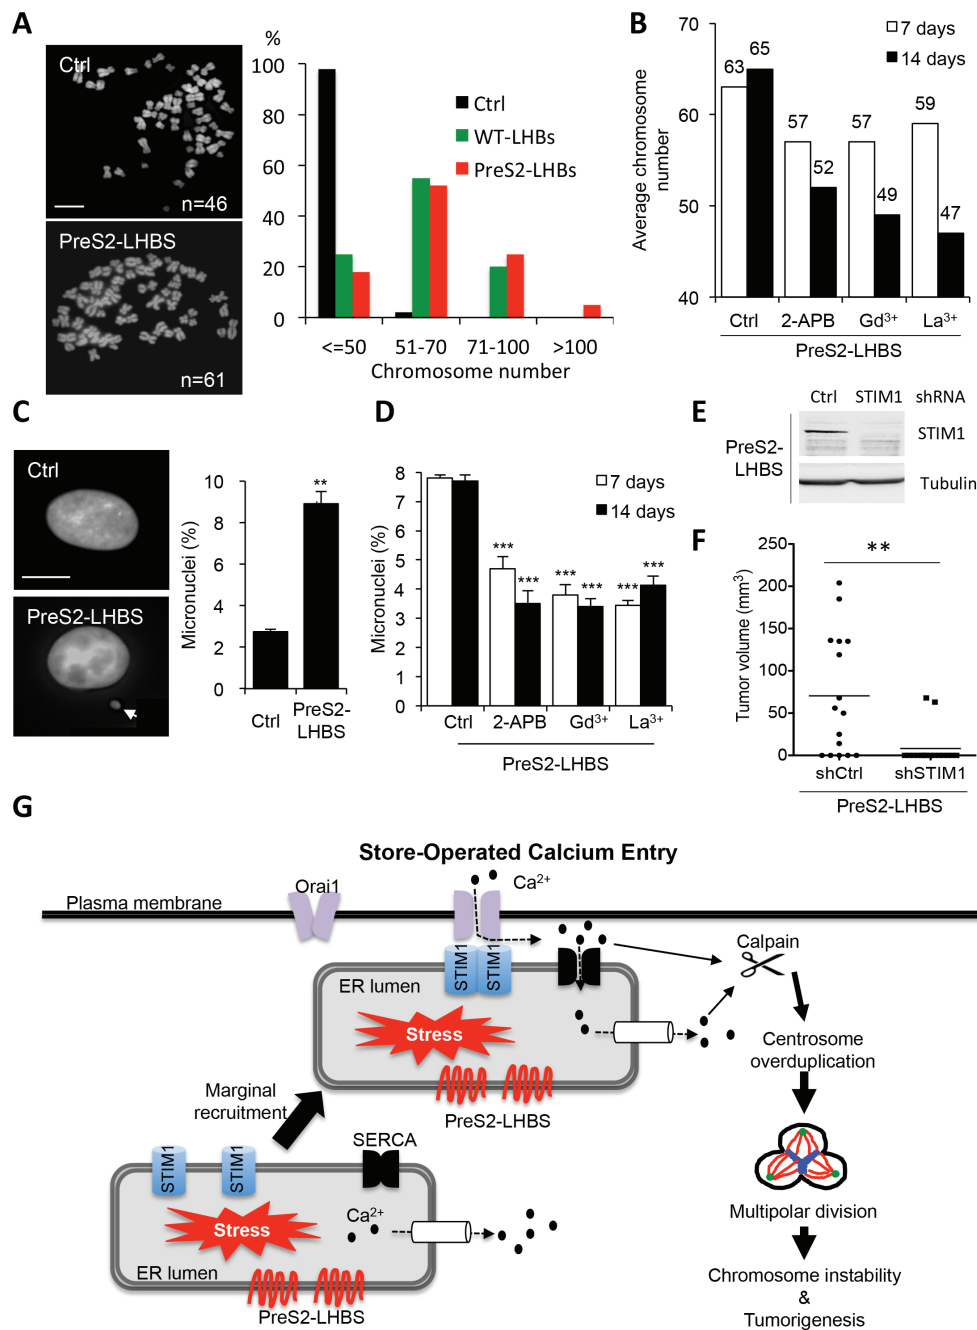 A
Ctrl
n=46
PreS2-LHBS
n=61
%
100
80
60
40
20
0
Ctrl
WT-LHBs
PreS2-LHBs
<=50 51-70 71-100 >100
Chromosome number
B
Average chromosome number
70
60
50
40
7 days
14 days
63 65 57 52 57 49 59 47
Ctrl 2-APB Gd3+ La3+
PreS2-LHBS
C
Ctrl
PreS2-LHBS
Micronuclei (%)
10
8
6
4
2
0
**
Ctrl PreS2-LHBS
D
Micronuclei (%)
8
7
6
5
4
3
2
1
0
7 days
14 days
*** *** *** *** *** ***
Ctrl 2-APB Gd3+ La3+
PreS2-LHBS
E
Ctrl STIM1 shRNA
PreS2-
LHBS
STIM1
Tubulin
F
Tumor volume (mm3)
250
200
150
100
50
0
**
shCtrl shSTIM1
PreS2-LHBS
G
Store-Operated Calcium Entry
Orai1
Ca2+
Plasma membrane
STIM1 STIM1
ER lumen
Stress
PreS2-LHBS
Calpain
Centrosome
overduplication
Marginal
recruitment
SERCA
STIM1 STIM1
Ca2+
Stress
ER lumen
PreS2-LHBS
Multipolar division
Chromosome instability
&
Tumorigenesis